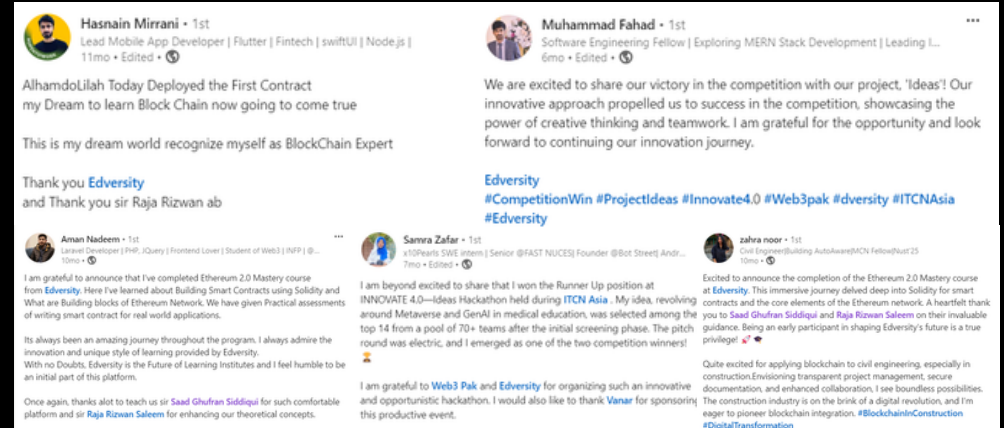 Hasnain Mirrani • 1st
Lead Mobile App Developer | Flutter | Fintech | swiftUI | Node.js |
11mo • Edited •
AlhamdoLilah Today Deployed the First Contract
my Dream to learn Block Chain now going to come true
This is my dream world recognize myself as BlockChain Expert
Thank you Edversity
and Thank you sir Raja Rizwan ab
Muhammad Fahad • 1st
Software Engineering Fellow | Exploring MERN Stack Development | Leading I...
6mo • Edited •
We are excited to share our victory in the competition with our project, 'Ideas'! Our
innovative approach propelled us to success in the competition, showcasing the
power of creative thinking and teamwork. I am grateful for the opportunity and look
forward to continuing our innovation journey.
Edversity
#CompetitionWin #ProjectIdeas #Innovate4.0 #Web3pak #dversity #ITCNAsia
#Edversity
Aman Nadeem • 1st
Laravel Developer | PHP, JQuery | Frontend Lover | Student of Web3 | INFP | @...
10mo •
I am grateful to announce that I've completed Ethereum 2.0 Mastery course
from Edversity. Here I've learned about Building Smart Contracts using Solidity and
What are Building blocks of Ethereum Network. We have given Practical assessments
of writing smart contract for real world applications.
Its always been an amazing journey throughout the program. I always admire the
innovation and unique style of learning provided by Edversity.
With no Doubts, Edversity is the Future of Learning Institutes and I feel humble to be
an initial part of this platform.
Once again, thanks alot to teach us sir Saad Ghufran Siddiqui for such comfortable
platform and sir Raja Rizwan Saleem for enhancing our theoretical concepts.
Samra Zafar • 1st
x10Pearls SWE intern | Senior @FAST NUCES| Founder @Bot Street| Andr...
7mo • Edited •
I am beyond excited to share that I won the Runner Up position at
INNOVATE 4.0—Ideas Hackathon held during ITCN Asia . My idea, revolving
around Metaverse and GenAI in medical education, was selected among the
top 14 from a pool of 70+ teams after the initial screening phase. The pitch
round was electric, and I emerged as one of the two competition winners!
I am grateful to Web3 Pak and Edversity for organizing such an innovative
and opportunistic hackathon. I would also like to thank Vanar for sponsoring
this productive event.
zahra noor • 1st
Civil Engineer|Building AutoAware|MCN Fellow|Nust'25
10mo •
Excited to announce the completion of the Ethereum 2.0 Mastery course
at Edversity. This immersive journey delved deep into Solidity for smart
contracts and the core elements of the Ethereum network. A heartfelt thank
you to Saad Ghufran Siddiqui and Raja Rizwan Saleem on their invaluable
guidance. Being an early participant in shaping Edversity's future is a true
privilege!
Quite excited for applying blockchain to civil engineering, especially in
construction.Envisioning transparent project management, secure
documentation, and enhanced collaboration, I see boundless possibilities.
The construction industry is on the brink of a digital revolution, and I'm
eager to pioneer blockchain integration. #BlockchainInConstruction
#DigitalTransformation